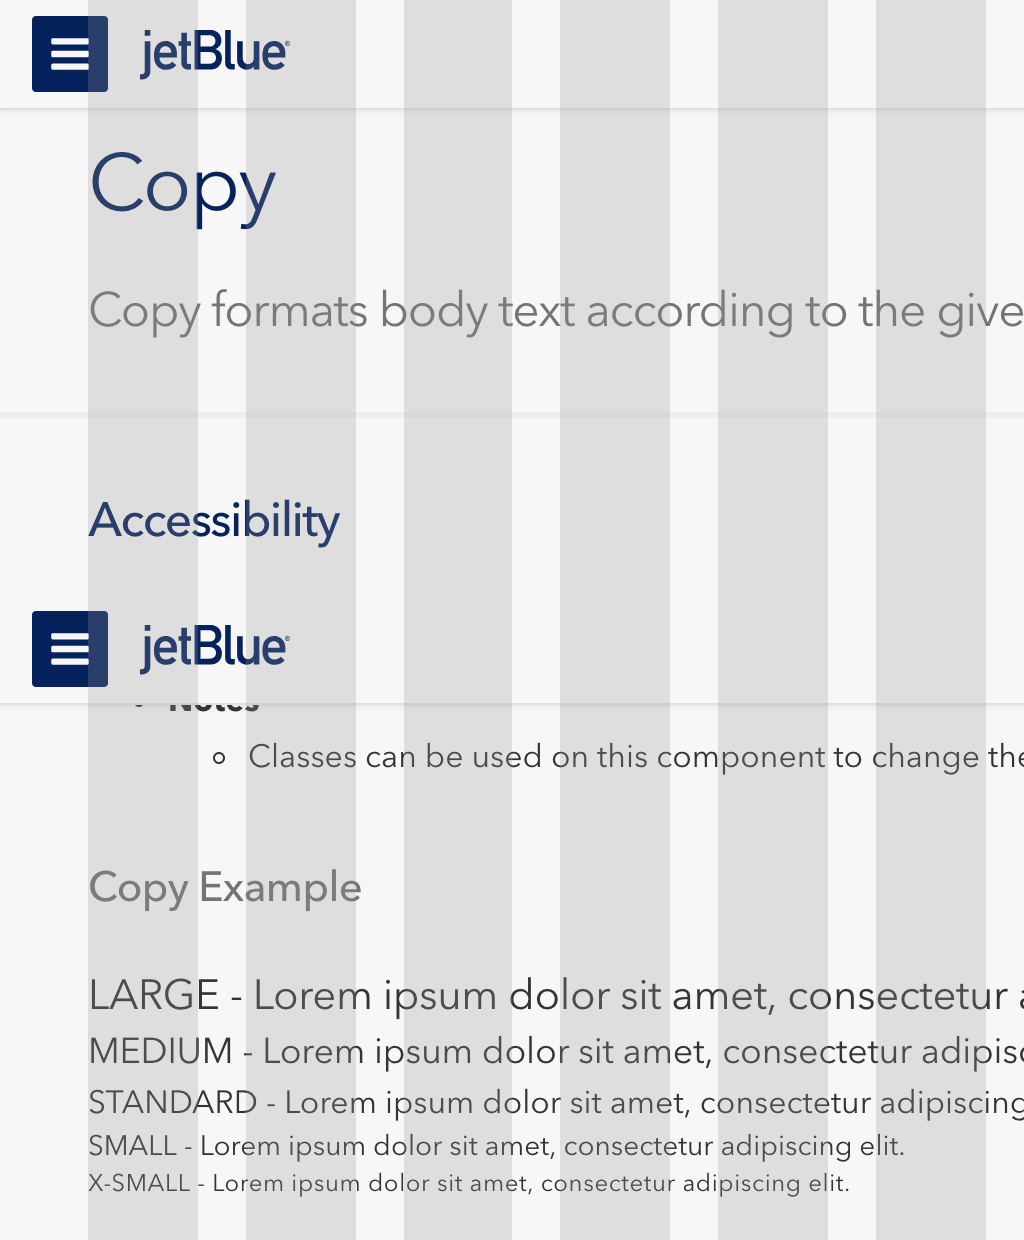 jetBlue
Copy
Copy formats body text according to the give
Accessibility
jetBlue
Notes
Classes can be used on this component to change the
Copy Example
LARGE - Lorem ipsum dolor sit amet, consectetur a
MEDIUM - Lorem ipsum dolor sit amet, consectetur adipisc
STANDARD - Lorem ipsum dolor sit amet, consectetur adipiscing
SMALL - Lorem ipsum dolor sit amet, consectetur adipiscing elit.
X-SMALL - Lorem ipsum dolor sit amet, consectetur adipiscing elit.